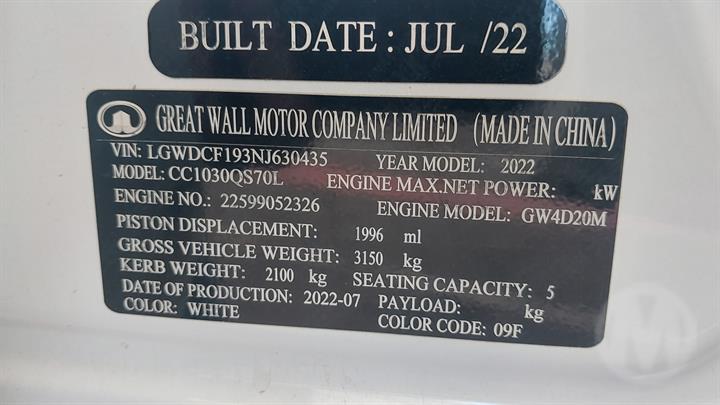 BUILT DATE: JUL /22
GREAT WALL MOTOR COMPANY LIMITED (MADE IN CHINA)
VIN: LGWDCF193NJ630435 YEAR MODEL: 2022
MODEL: CC1030QS70L ENGINE MAX.NET POWER: kW
ENGINE NO.: 22599052326 ENGINE MODEL: GW4D20M
PISTON DISPLACEMENT: 1996 ml
GROSS VEHICLE WEIGHT: 3150 kg
KERB WEIGHT: 2100 kg SEATING CAPACITY: 5
DATE OF PRODUCTION: 2022-07 PAYLOAD: kg
COLOR: WHITE COLOR CODE: 09F
M